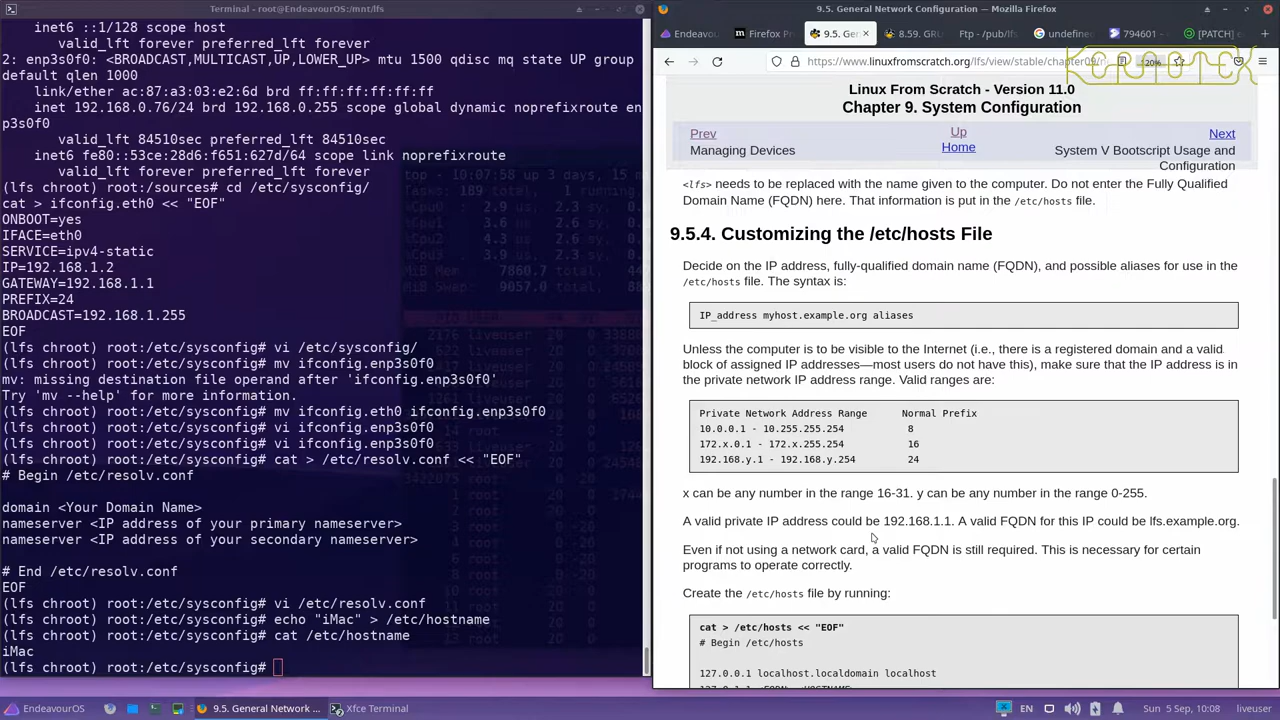 Terminal - root@EndeavourOS:/mnt/lfs
inet6 ::1/128 scope host
valid_lft forever preferred_lft forever
2: enp3s0f0: <BROADCAST,MULTICAST,UP,LOWER_UP> mtu 1500 qdisc mq state UP group
default qlen 1000
link/ether ac:87:a3:03:e2:6d brd ff:ff:ff:ff:ff:ff
inet 192.168.0.76/24 brd 192.168.0.255 scope global dynamic noprefixroute en
p3s0f0
valid_lft 84510sec preferred_lft 84510sec
inet6 fe80::53ce:28d6:f651:627d/64 scope link noprefixroute
valid_lft forever preferred_lft forever
(lfs chroot) root:/sources# cd /etc/sysconfig/
cat > ifconfig.eth0 << "EOF"
ONBOOT=yes
IFACE=eth0
SERVICE=ipv4-static
IP=192.168.1.2
GATEWAY=192.168.1.1
PREFIX=24
BROADCAST=192.168.1.255
EOF
(lfs chroot) root:/etc/sysconfig# vi /etc/sysconfig/
(lfs chroot) root:/etc/sysconfig# mv ifconfig.enp3s0f0
mv: missing destination file operand after 'ifconfig.enp3s0f0'
Try 'mv --help' for more information.
(lfs chroot) root:/etc/sysconfig# mv ifconfig.eth0 ifconfig.enp3s0f0
(lfs chroot) root:/etc/sysconfig# vi ifconfig.enp3s0f0
(lfs chroot) root:/etc/sysconfig# vi ifconfig.enp3s0f0
(lfs chroot) root:/etc/sysconfig# cat > /etc/resolv.conf << "EOF"
# Begin /etc/resolv.conf
domain <Your Domain Name>
nameserver <IP address of your primary nameserver>
nameserver <IP address of your secondary nameserver>
# End /etc/resolv.conf
EOF
(lfs chroot) root:/etc/sysconfig# vi /etc/resolv.conf
(lfs chroot) root:/etc/sysconfig# echo "iMac" > /etc/hostname
(lfs chroot) root:/etc/sysconfig# cat /etc/hostname
iMac
(lfs chroot) root:/etc/sysconfig#
9.5. General Network Configuration — Mozilla Firefox
Endeavou Firefox Pr 9.5. Gen 8.59. GRU Ftp - /pub/lfs undefined 794601 - [PATCH]
https://www.linuxfromscratch.org/lfs/view/stable/chapter09/
120%
Linux From Scratch - Version 11.0
Chapter 9. System Configuration
Prev Up Next
Managing Devices Home System V Bootscript Usage and
Configuration
<lfs> needs to be replaced with the name given to the computer. Do not enter the Fully Qualified
Domain Name (FQDN) here. That information is put in the /etc/hosts file.
9.5.4. Customizing the /etc/hosts File
Decide on the IP address, fully-qualified domain name (FQDN), and possible aliases for use in the
/etc/hosts file. The syntax is:
IP_address myhost.example.org aliases
Unless the computer is to be visible to the Internet (i.e., there is a registered domain and a valid
block of assigned IP addresses—most users do not have this), make sure that the IP address is in
the private network IP address range. Valid ranges are:
Private Network Address Range Normal Prefix
10.0.0.1 - 10.255.255.254 8
172.x.0.1 - 172.x.255.254 16
192.168.y.1 - 192.168.y.254 24
x can be any number in the range 16-31. y can be any number in the range 0-255.
A valid private IP address could be 192.168.1.1. A valid FQDN for this IP could be lfs.example.org.
Even if not using a network card, a valid FQDN is still required. This is necessary for certain
programs to operate correctly.
Create the /etc/hosts file by running:
cat > /etc/hosts << "EOF"
# Begin /etc/hosts
127.0.0.1 localhost.localdomain localhost
EndeavourOS 9.5. General Network ... Xfce Terminal EN Sun 5 Sep, 10:08 liveuser